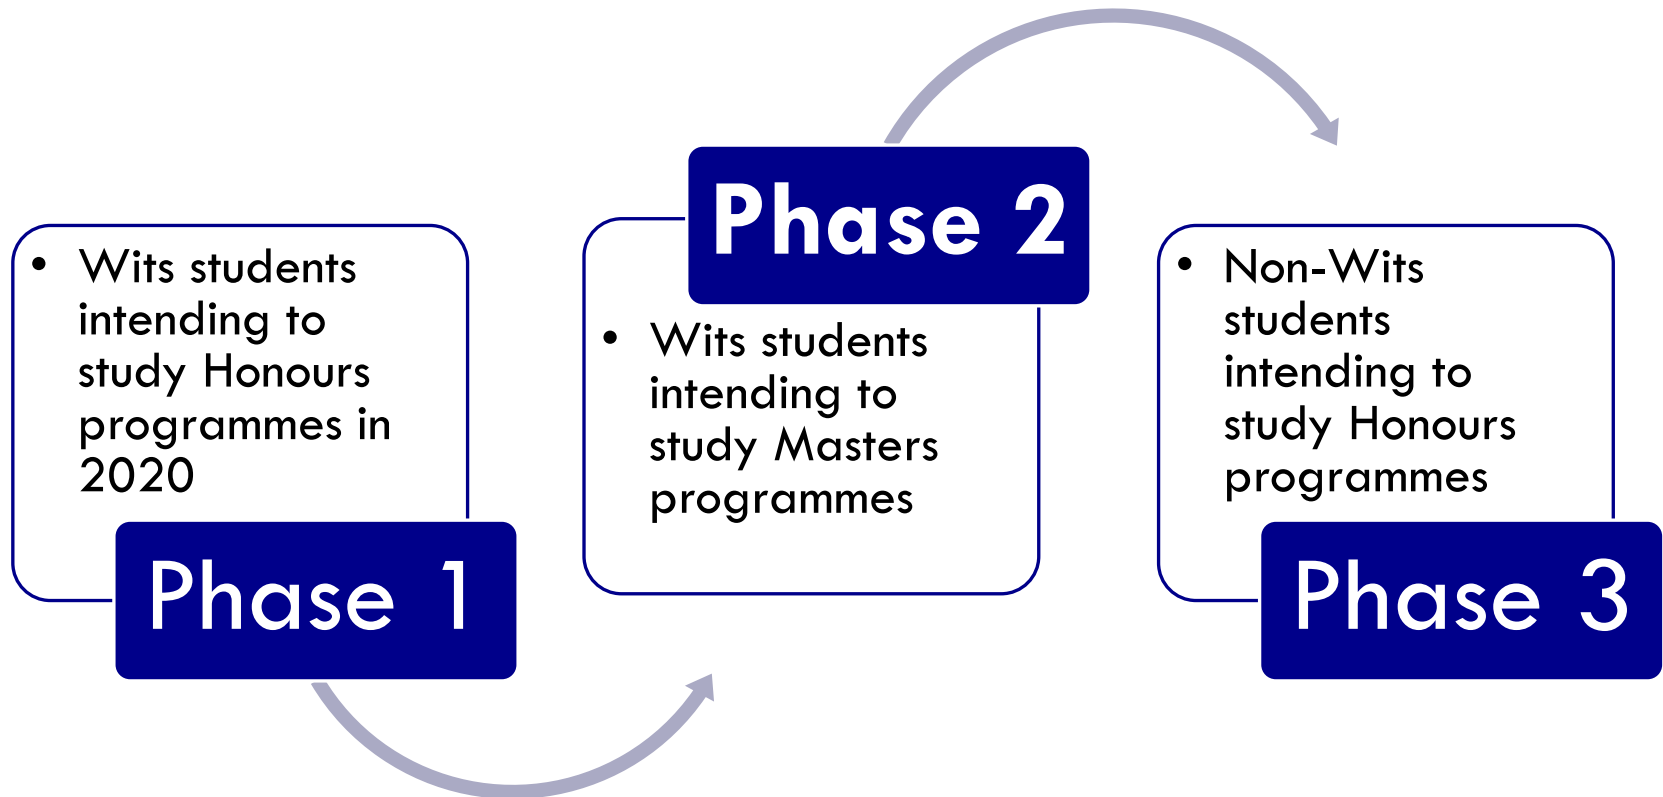 • Wits students
intending to
study Honours
programmes in
2020
Phase 1
Phase 2
• Wits students
intending to
study Masters
programmes
• Non-Wits
students
intending to
study Honours
programmes
Phase 3